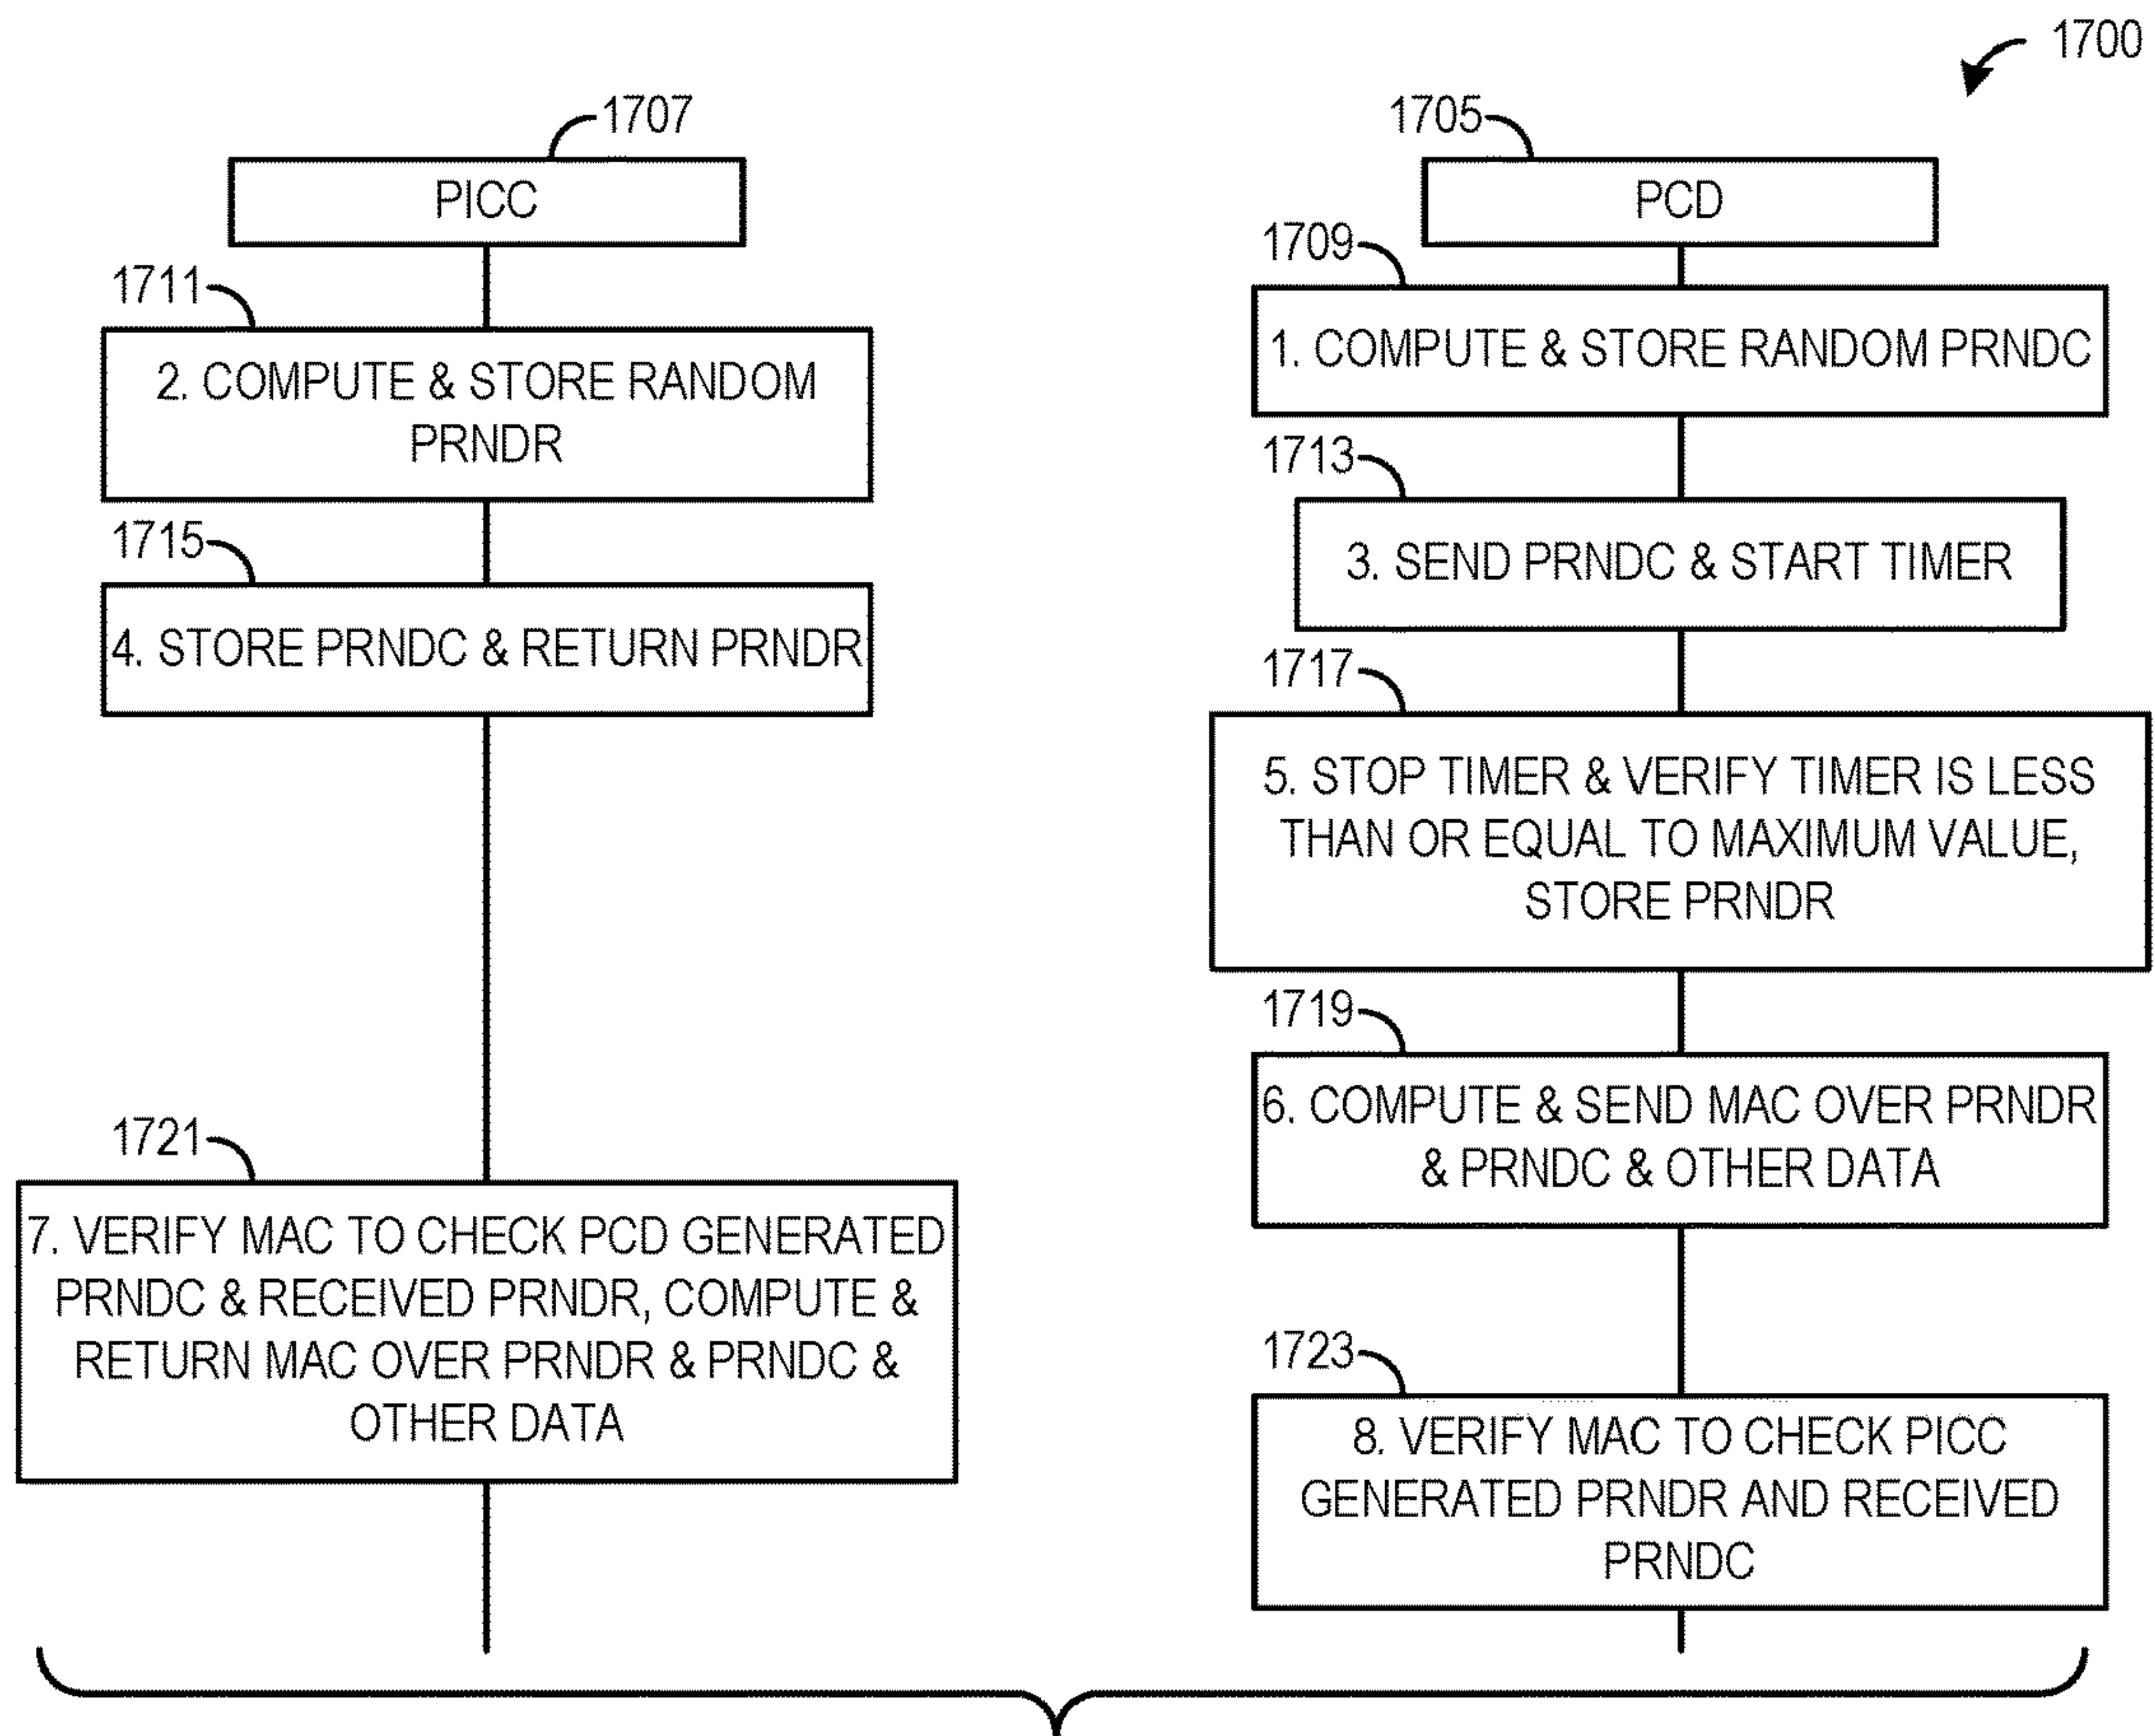 1700
1707
1705
PICC
PCD
1709
1711
1. COMPUTE & STORE RANDOM PRNDC
2. COMPUTE & STORE RANDOM
PRNDR
1713
1715
3. SEND PRNDC & START TIMER
4. STORE PRNDC & RETURN PRNDR
1717
5. STOP TIMER & VERIFY TIMER IS LESS
THAN OR EQUAL TO MAXIMUM VALUE,
STORE PRNDR
1719
6. COMPUTE & SEND MAC OVER PRNDR
& PRNDC & OTHER DATA
1721
7. VERIFY MAC TO CHECK PCD GENERATED
PRNDC & RECEIVED PRNDR, COMPUTE &
RETURN MAC OVER PRNDR & PRNDC &
OTHER DATA
1723
8. VERIFY MAC TO CHECK PICC
GENERATED PRNDR AND RECEIVED
PRNDC